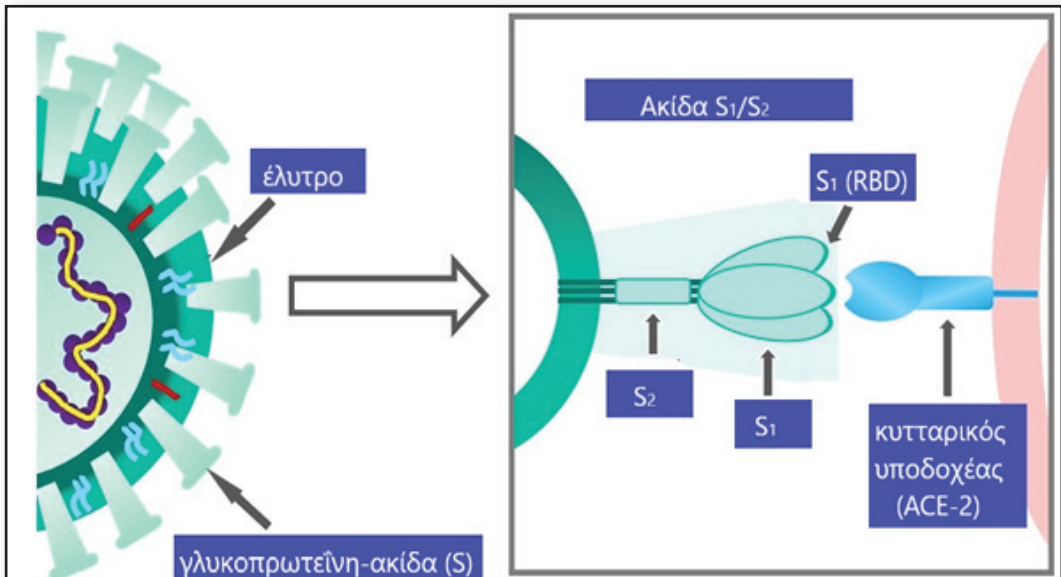 έλυτρο
γλυκοπρωτεΐνη-ακίδα (S)
Ακίδα S1/S2
S1 (RBD)
S2
S1
κυτταρικός
υποδοχέας
(ACE-2)